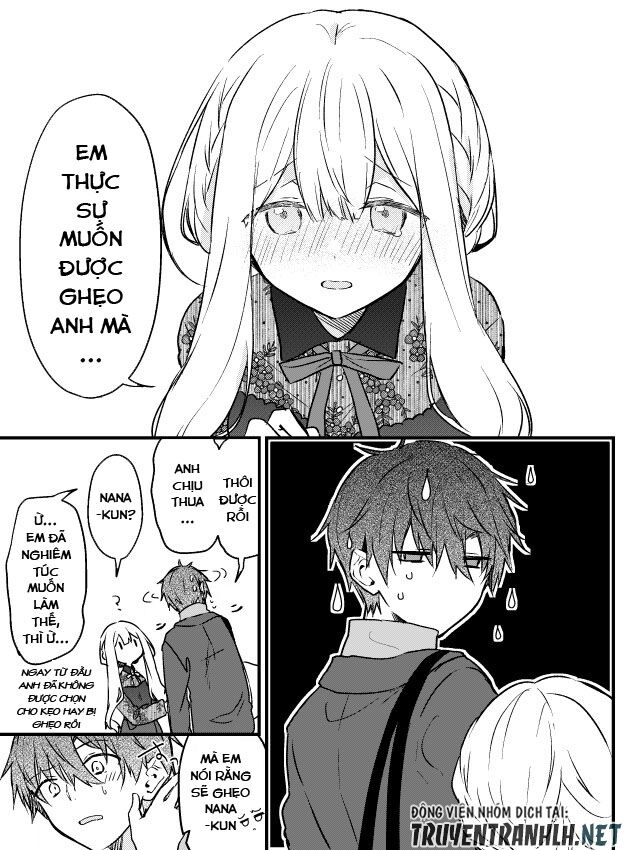 EM
THỰC
SỰ
MUỐN
ĐƯỢC
GHẸO
ANH MÀ
...
THÔI
ĐƯỢC
RỒI
ANH
CHỊU
THUA
...
NANA
-KUN?
Ừ...
EM ĐÃ
NGHIÊM
TÚC
MUỐN
LÀM
THẾ,
THÌ Ừ...
NGAY TỪ ĐẦU
ANH ĐÃ KHÔNG
ĐƯỢC CHỌN
CHO KẸO HAY BỊ
GHẸO RỒI
MÀ EM
NÓI RẰNG
SẼ GHẸO
NANA
-KUN
ĐỘNG VIÊN NHÓM DỊCH TẠI:
TRUYENTRANHLH.NET